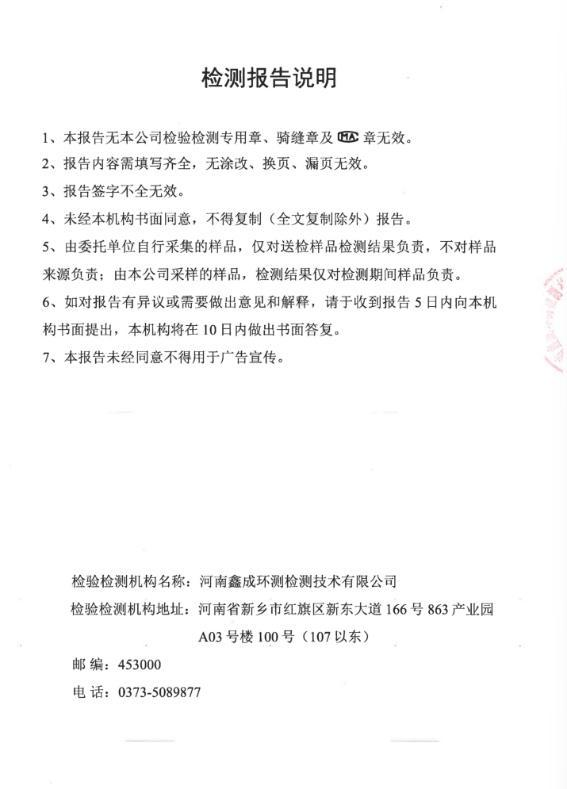 检测报告说明
1、本报告无本公司检验检测专用章、骑缝章及 MA 章无效。
2、报告内容需填写齐全，无涂改、换页、漏页无效。
3、报告签字不全无效。
4、未经本机构书面同意，不得复制（全文复制除外）报告。
5、由委托单位自行采集的样品，仅对送检样品检测结果负责，不对样品
来源负责；由本公司采样的样品，检测结果仅对检测期间样品负责。
6、如对报告有异议或需要做出意见和解释，请于收到报告 5 日内向本机
构书面提出，本机构将在 10 日内做出书面答复。
7、本报告未经同意不得用于广告宣传。
检验检测机构名称：河南鑫成环测检测技术有限公司
检验检测机构地址：河南省新乡市红旗区新东大道 166 号 863 产业园
A03 号楼 100 号（107 以东）
邮 编：453000
电 话：0373-5089877